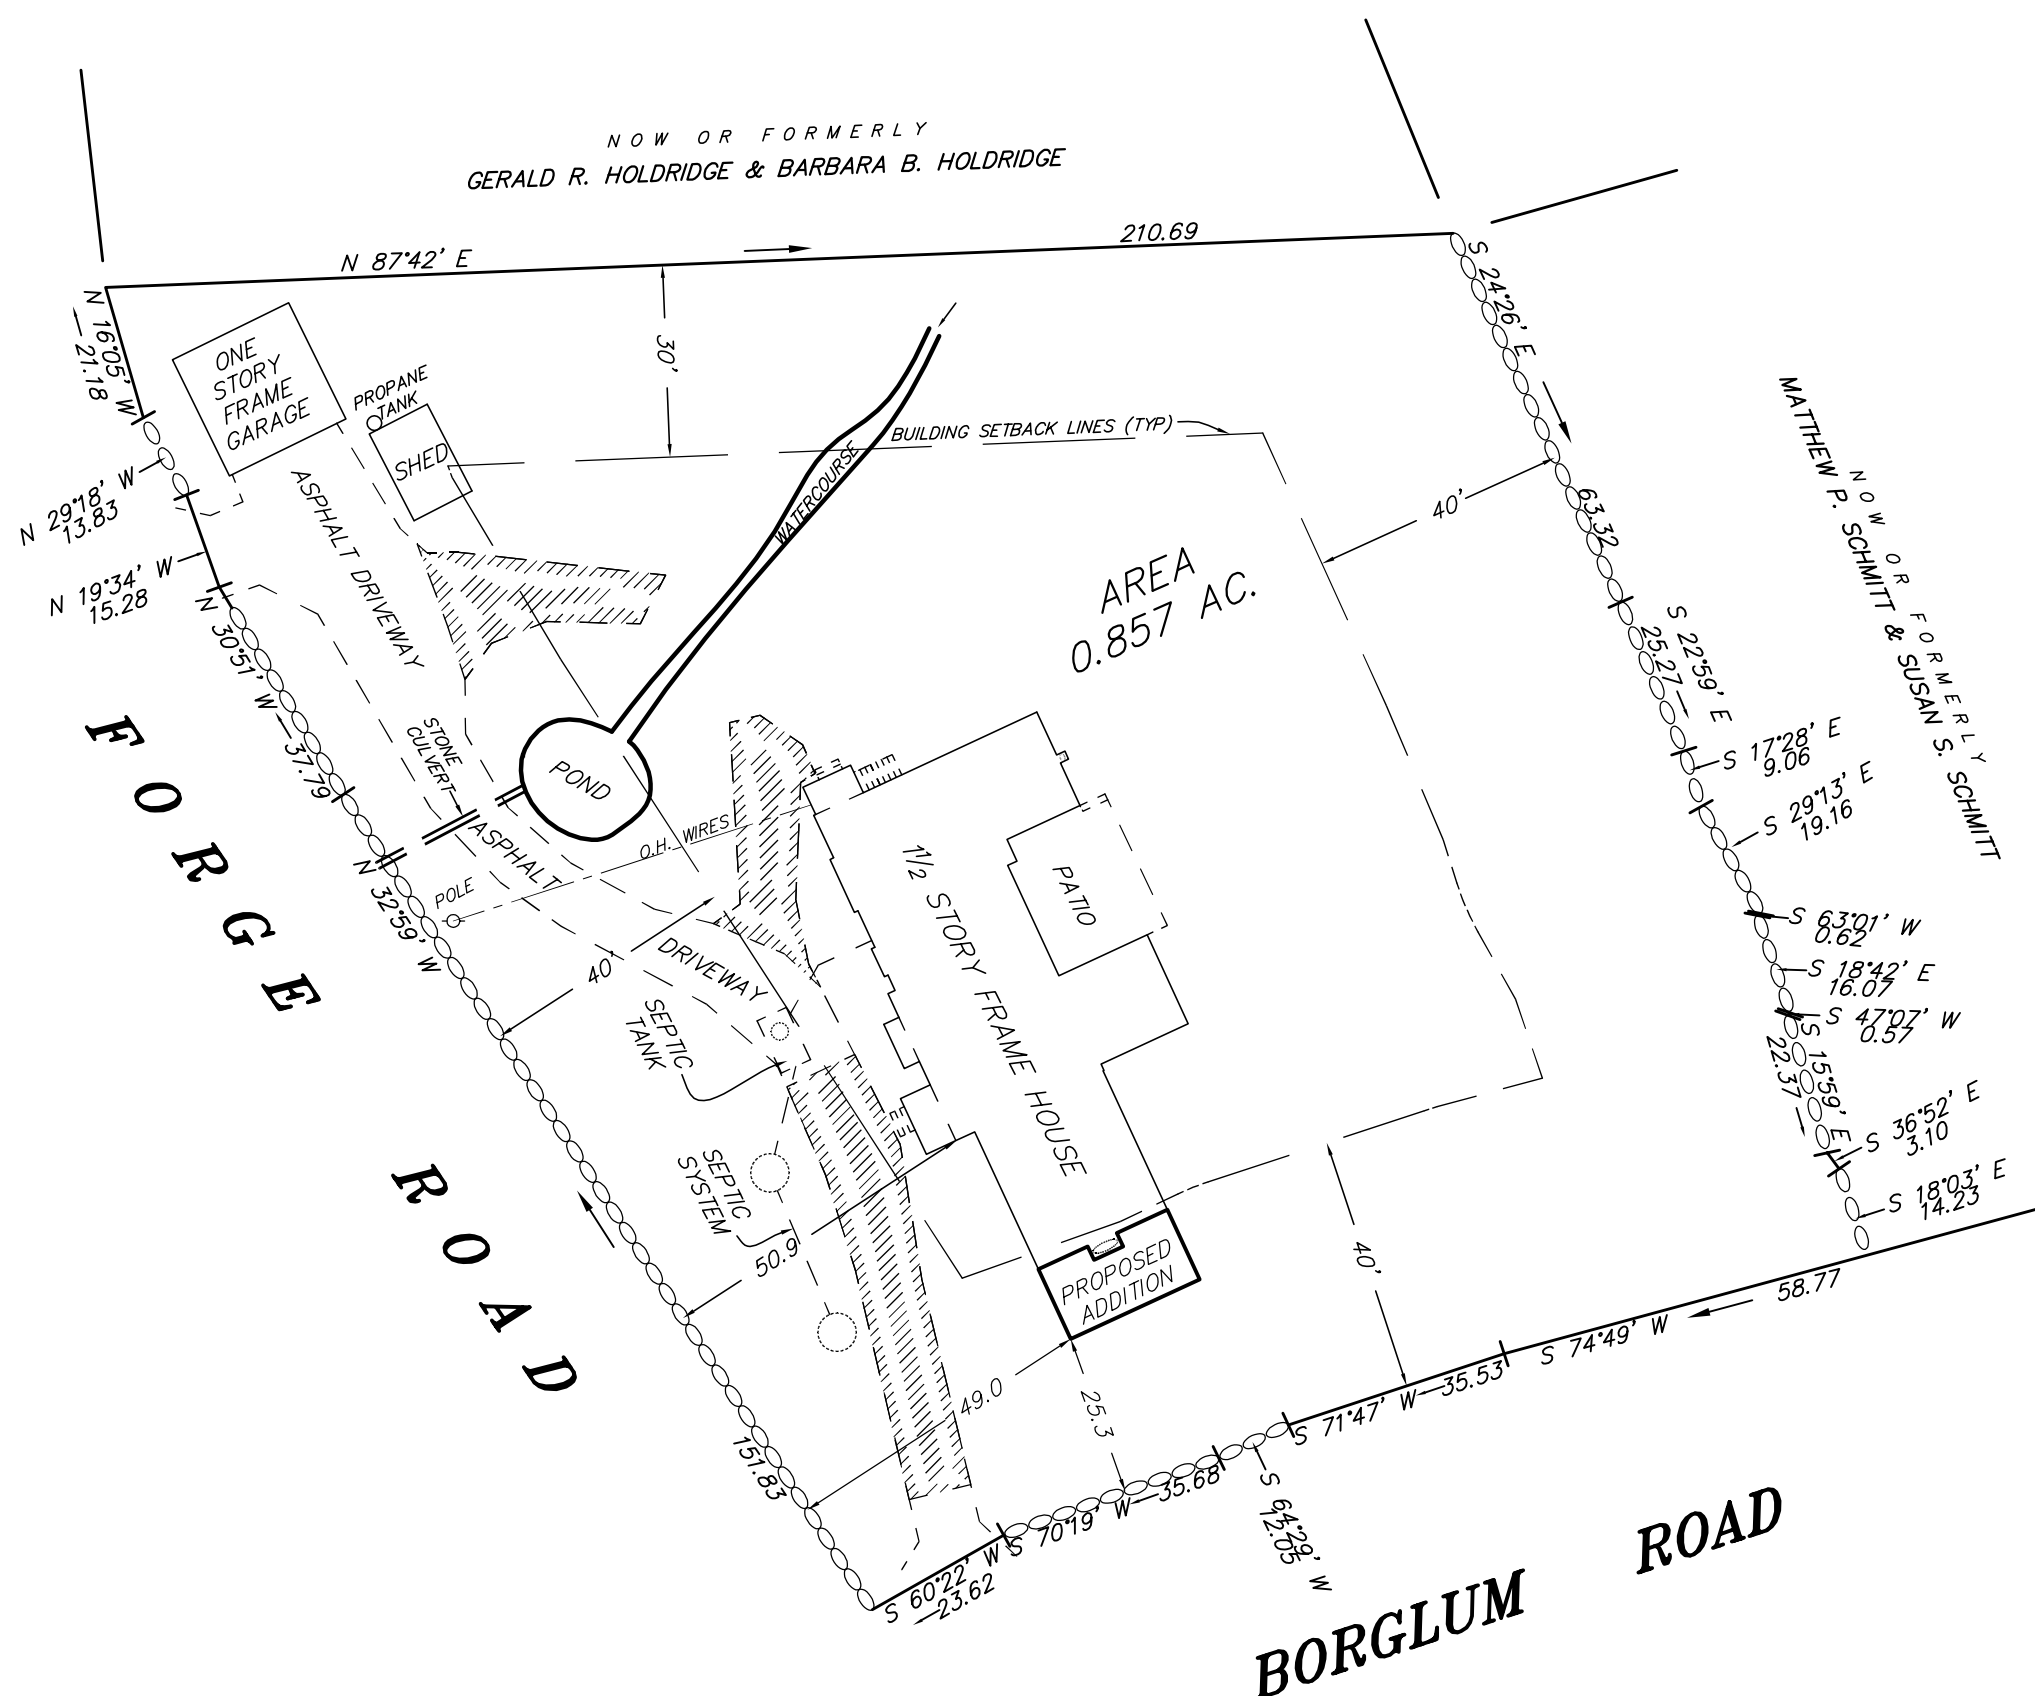 NOW OR FORMERLY
GERALD R. HOLDRIDGE & BARBARA B. HOLDRIDGE
N 87°42' E
210.69
N 16°05' W
21.18
ONE
STORY
FRAME
GARAGE
PROPANE
TANK
SHED
30'
BUILDING SETBACK LINES (TYP)
WATERCOURSE
S 24°26' E
63.32
40'
NOW OR FORMERLY
MATTHEW P. SCHMITT & SUSAN S. SCHMITT
N 29°18' W
13.83
N 19°34' W
15.28
ASPHALT DRIVEWAY
AREA
0.857 AC.
N 30°51' W
37.79
S 22°59' E
25.27
S 17°28' E
9.06
S 29°13' E
19.16
STONE
CULVERT
POND
O.H. WIRES
POLE
ASPHALT
DRIVEWAY
N 32°59' W
151.83
40'
1 1/2 STORY FRAME HOUSE
PATIO
S 63°01' W
0.62
S 18°42' E
16.07
S 47°07' W
0.57
S 15°59' E
22.37
S 36°52' E
3.10
S 18°03' E
14.23
SEPTIC
TANK
SEPTIC
SYSTEM
50.9
PROPOSED
ADDITION
40'
49.0
25.3
58.77
S 74°49' W
S 71°47' W
35.53
S 64°29' W
12.05
S 70°19' W
35.68
S 60°22' W
23.62
FORGE ROAD
BORGLUM ROAD